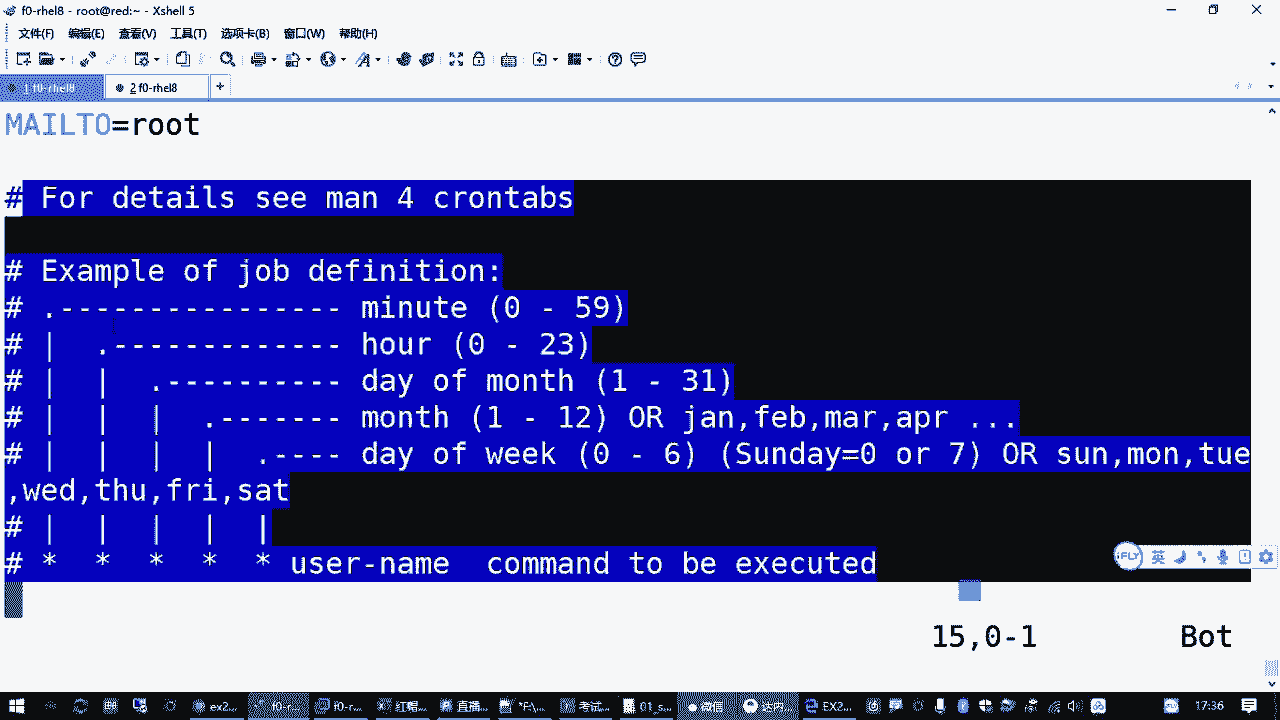 f0-rhel8 - root@red:~ - Xshell 5
文件(F) 编辑(E) 查看(V) 工具(T) 选项卡(B) 窗口(W) 帮助(H)
1 f0-rhel8 2 f0-rhel8 +
MAILTO=root
# For details see man 4 crontabs
# Example of job definition:
# .---------------- minute (0 - 59)
# | .------------- hour (0 - 23)
# | | .---------- day of month (1 - 31)
# | | | .------- month (1 - 12) OR jan,feb,mar,apr ...
# | | | | .---- day of week (0 - 6) (Sunday=0 or 7) OR sun,mon,tue
,wed,thu,fri,sat
# | | | | |
# * * * * * user-name command to be executed
iFLY 英
15,0-1 Bot
ex2... f0-r... f0-r... 红帽... 直播... *F:\... 考试... 01_s... 微信 达内... EX2... 17:36